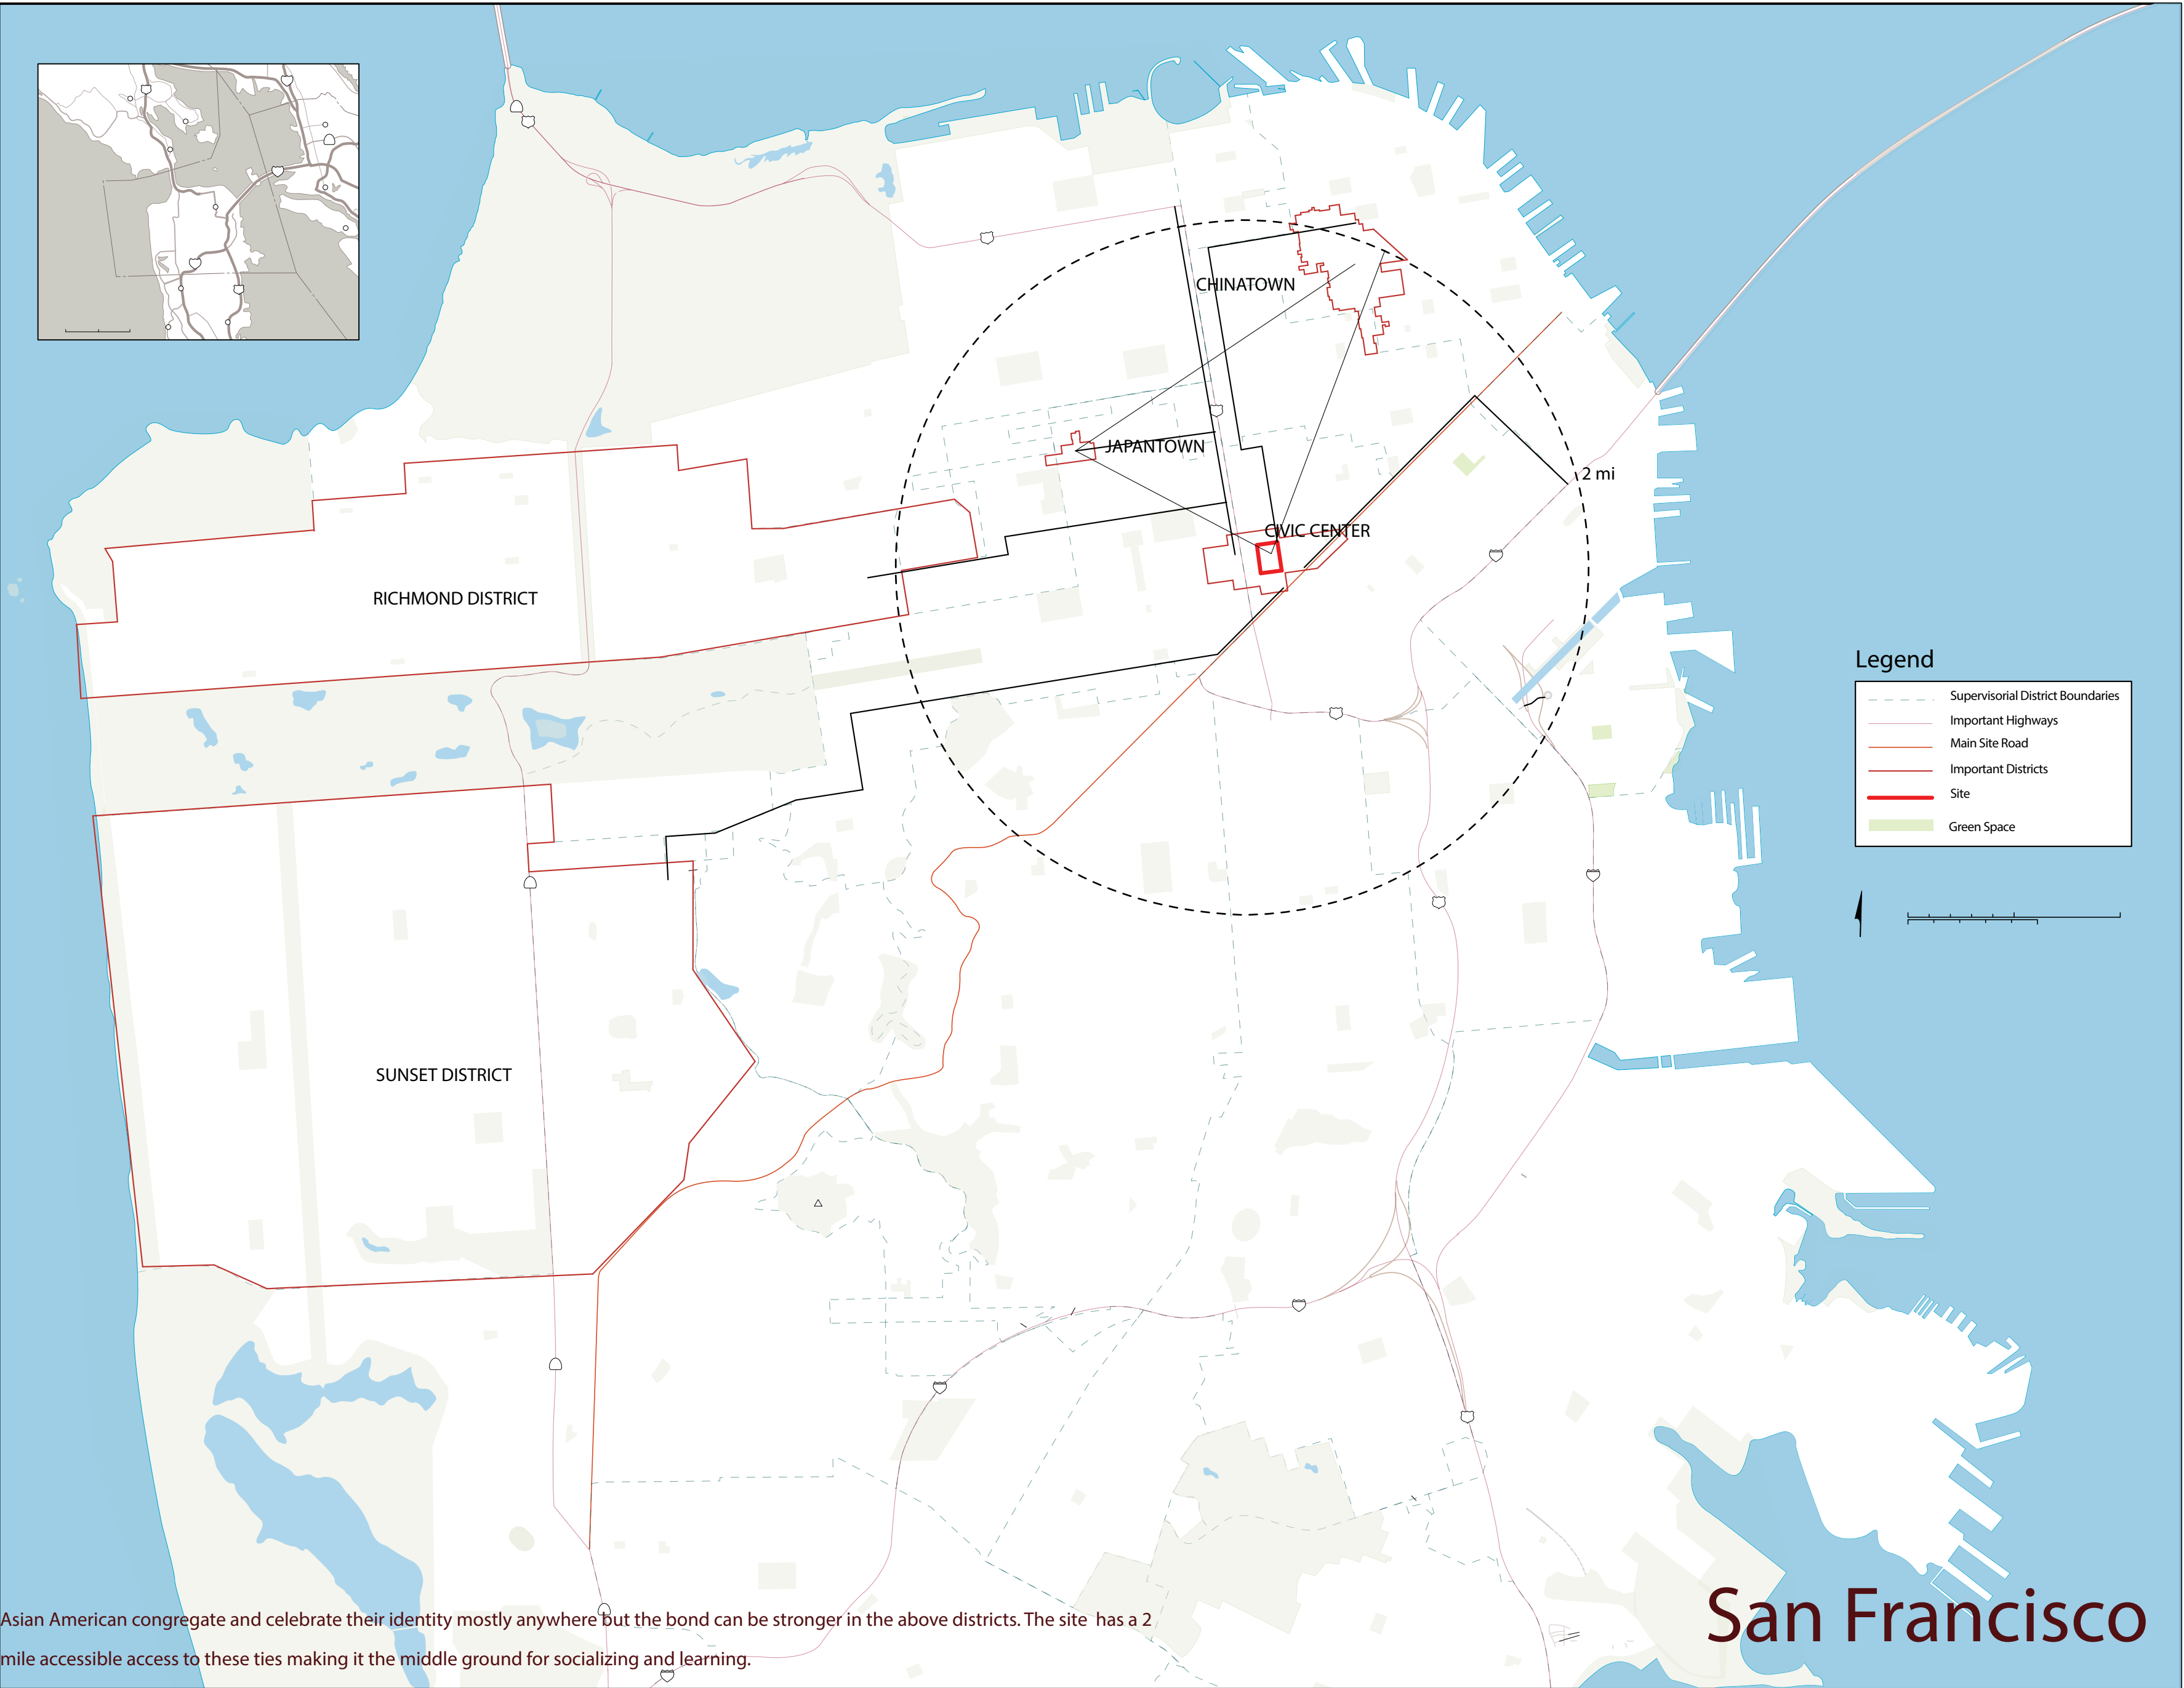 CHINATOWN
JAPANTOWN
2 mi
CIVIC CENTER
RICHMOND DISTRICT
Legend
Supervisorial District Boundaries
Important Highways
Main Site Road
Important Districts
Site
Green Space
SUNSET DISTRICT
San Francisco
Asian American congregate and celebrate their identity mostly anywhere but the bond can be stronger in the above districts. The site has a 2
mile accessible access to these ties making it the middle ground for socializing and learning.